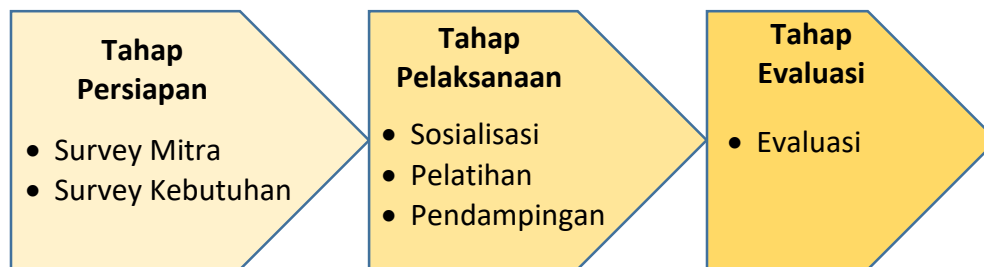 Tahap
Persiapan
• Survey Mitra
• Survey Kebutuhan
Tahap
Pelaksanaan
• Sosialisasi
• Pelatihan
• Pendampingan
Tahap
Evaluasi
• Evaluasi